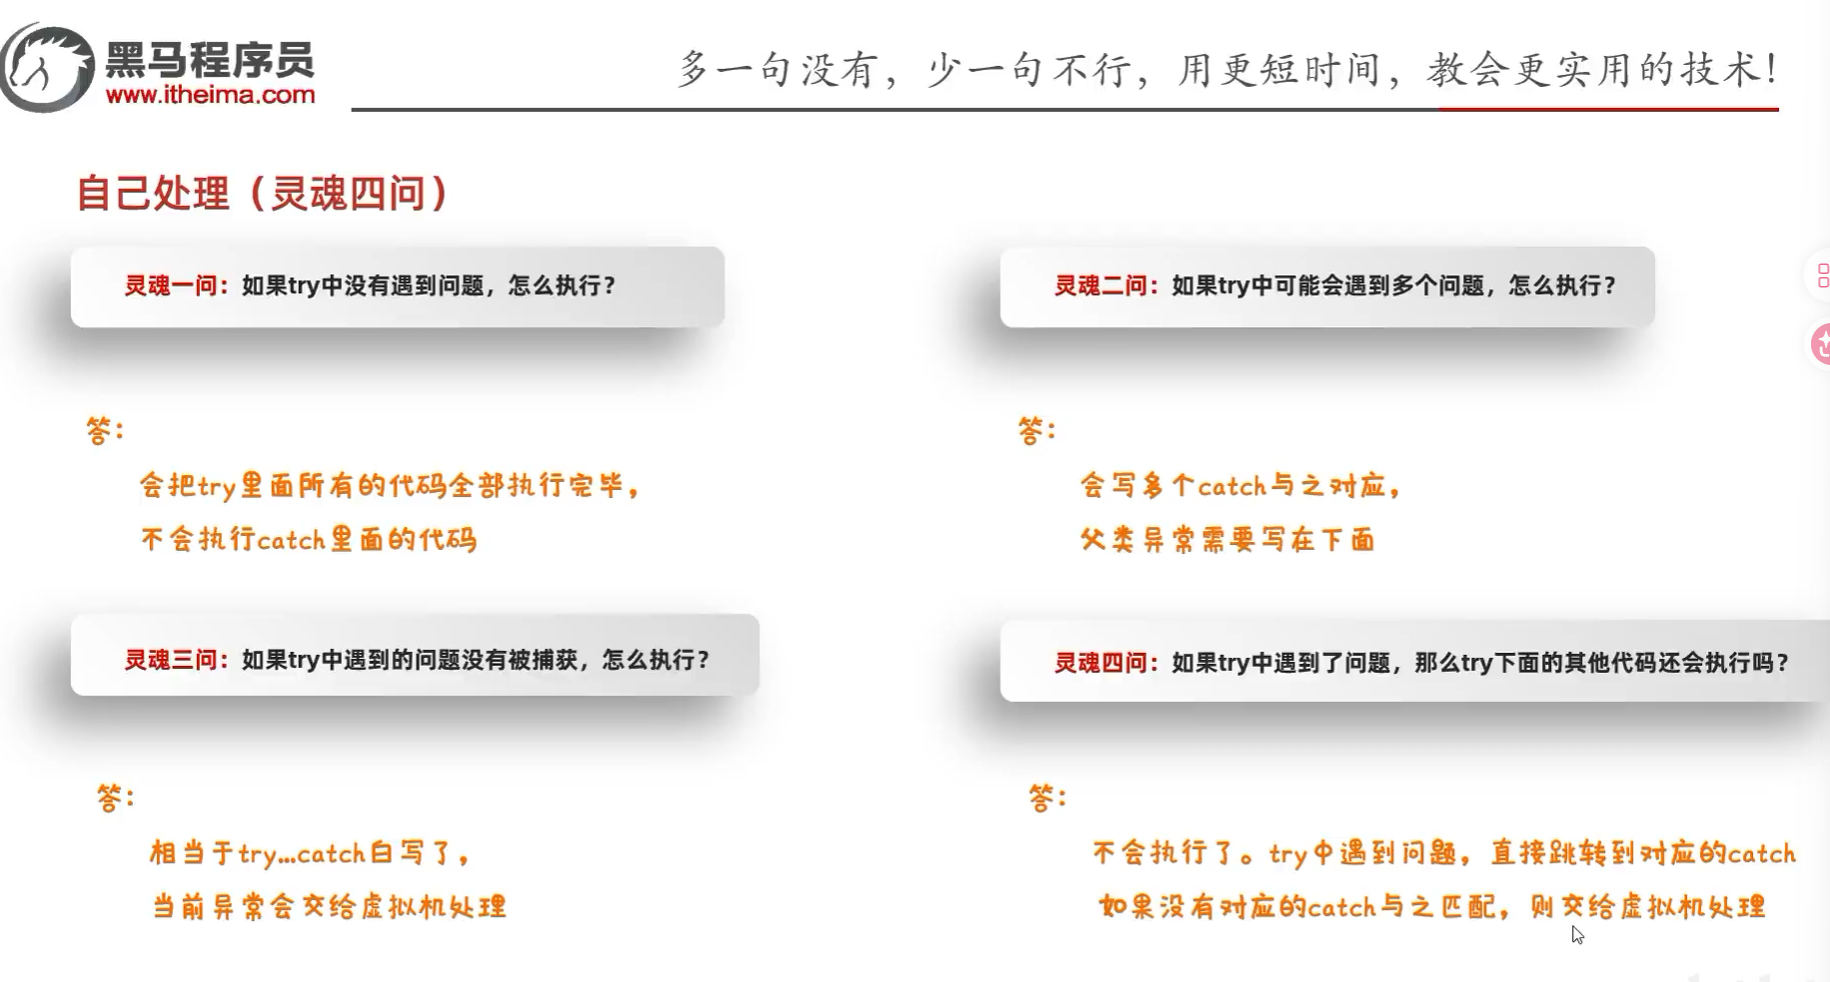 黑马程序员
www.itheima.com
多一句没有，少一句不行，用更短时间，教会更实用的技术！
自己处理（灵魂四问）
灵魂一问：如果try中没有遇到问题，怎么执行？
答：
会把try里面所有的代码全部执行完毕，
不会执行catch里面的代码
灵魂二问：如果try中可能会遇到多个问题，怎么执行？
答：
会写多个catch与之对应，
父类异常需要写在下面
灵魂三问：如果try中遇到的问题没有被捕获，怎么执行？
答：
相当于try...catch白写了，
当前异常会交给虚拟机处理
灵魂四问：如果try中遇到了问题，那么try下面的其他代码还会执行吗？
答：
不会执行了。try中遇到问题，直接跳转到对应的catch
如果没有对应的catch与之匹配，则交给虚拟机处理